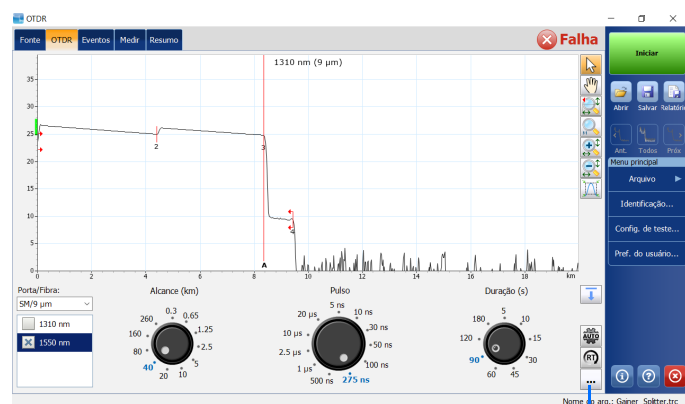 OTDR
Fonte OTDR Eventos Medir Resumo Falha
1310 nm (9 µm)
35
30
25
20
15
10
5
0
1 2 3 4
A
0 2 4 6 8 10 12 14 16 18 km
Porta/Fibra:
SM/9 µm
1310 nm
1550 nm
Alcance (km)
0.3 0.65 1.25 2.5 5 10 20 40 80 160 260
Pulso
5 ns 10 ns 30 ns 50 ns 100 ns 275 ns 500 ns 1 µs 2.5 µs 10 µs 20 µs
Duração (s)
5 10 15 30 45 60 90 120 180
AUTO
RT
...
Iniciar
Abrir Salvar Relatório
Ant. Todos Próx
Menu principal
Arquivo
Identificação...
Config. de teste...
Pref. do usuário...
Nome do arq.: Gainer_Splitter.trc